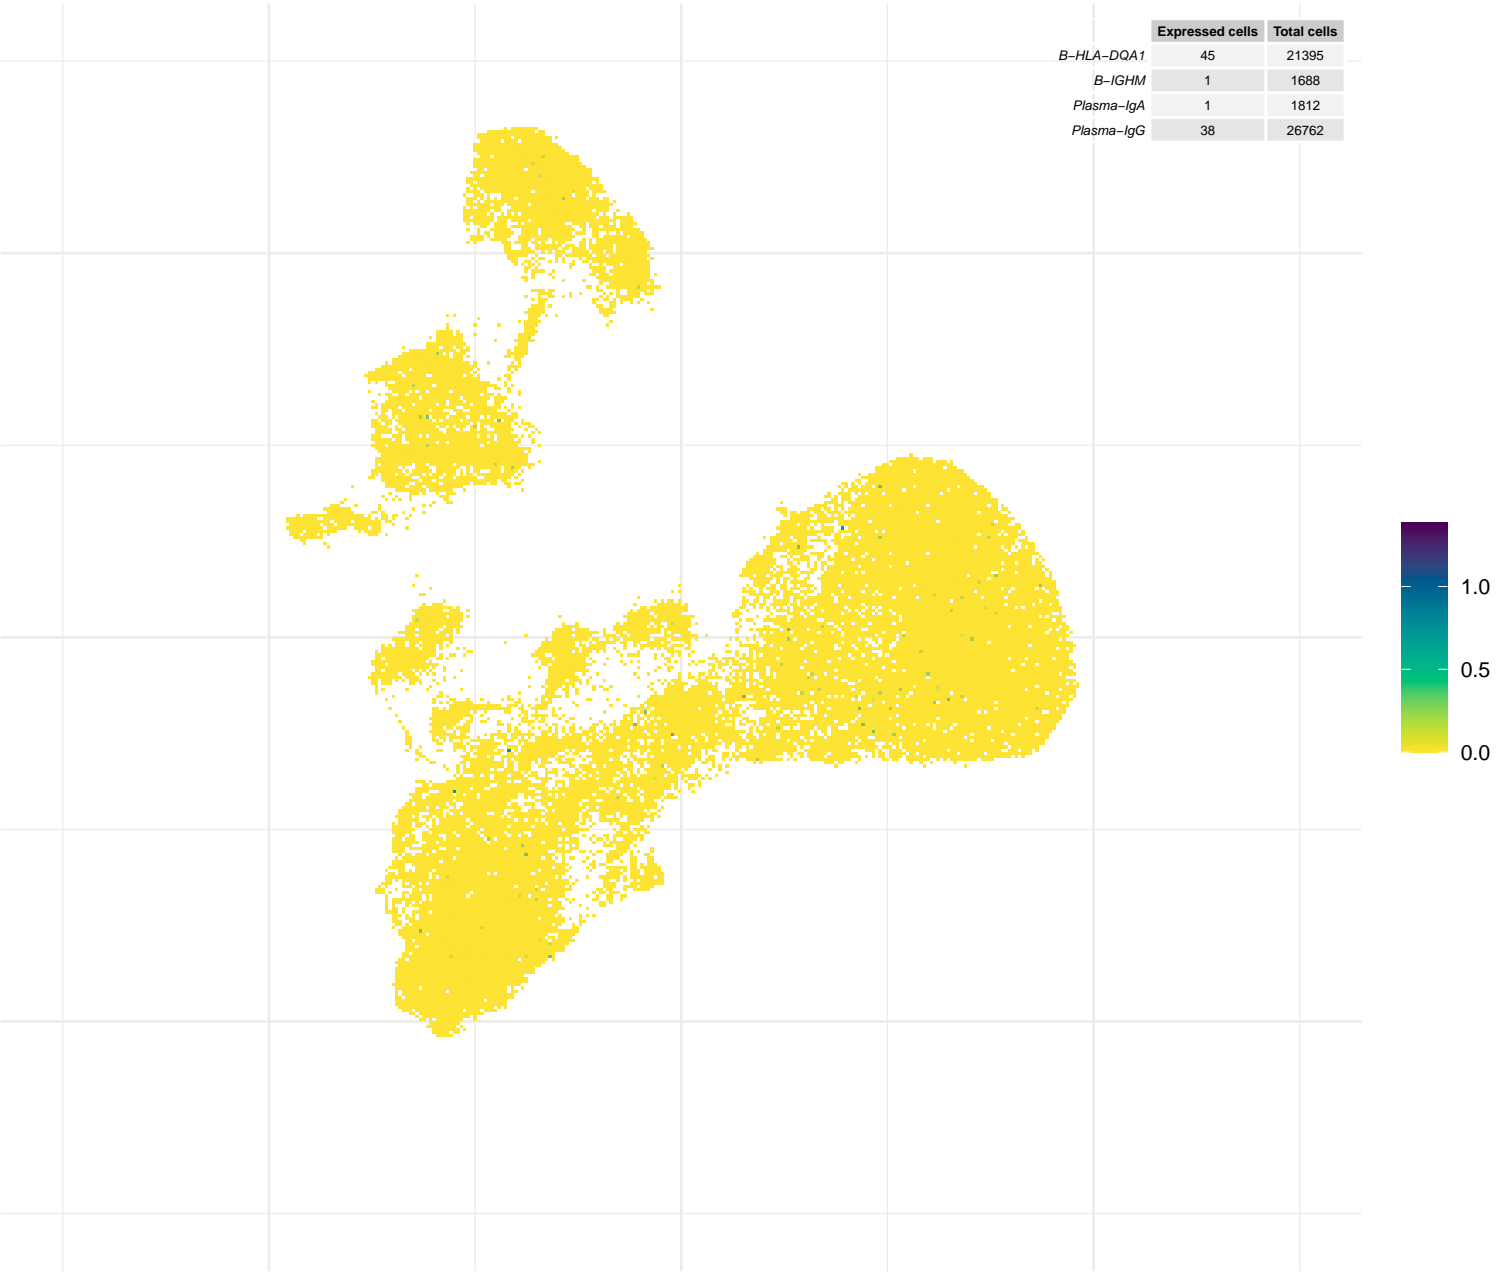 Expressed cells Total cells
B−HLA−DQA1 45 21395
B−IGHM 1 1688
Plasma−IgA 1 1812
Plasma−IgG 38 26762
1.0
0.5
0.0